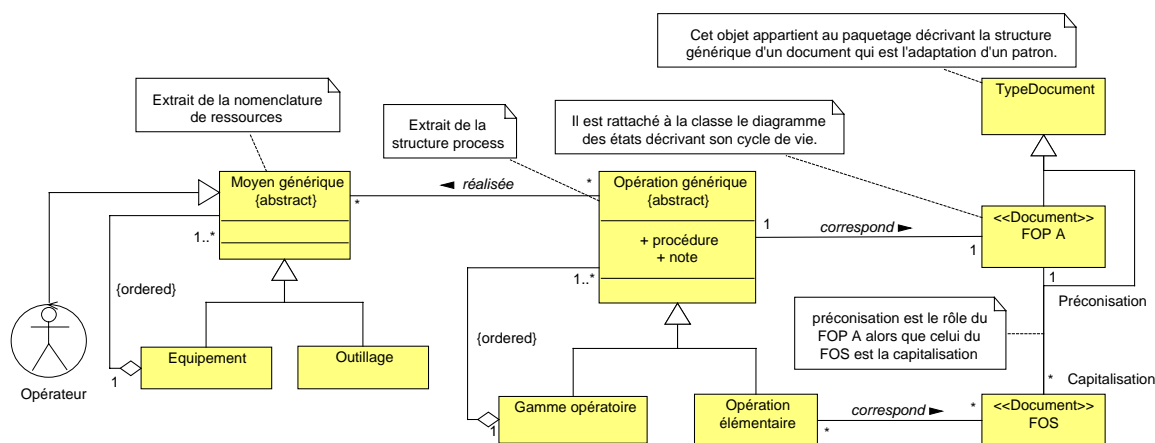 Cet objet appartient au paquetage décrivant la structure
générique d'un document qui est l'adaptation d'un patron.
TypeDocument
Extrait de la nomenclature
de ressources
Extrait de la
structure process
Il est rattaché à la classe le diagramme
des états décrivant son cycle de vie.
Moyen générique
{abstract}
réalisée
*
*
Opération générique
{abstract}
+ procédure
+ note
1
correspond
1
<<Document>>
FOP A
1
1..*
{ordered}
1..*
{ordered}
Préconisation
préconisation est le rôle du
FOP A alors que celui du
FOS est la capitalisation
Equipement
1
Outillage
Opérateur
Gamme opératoire
1
Opération
élémentaire
*
correspond
*
* Capitalisation
<<Document>>
FOS